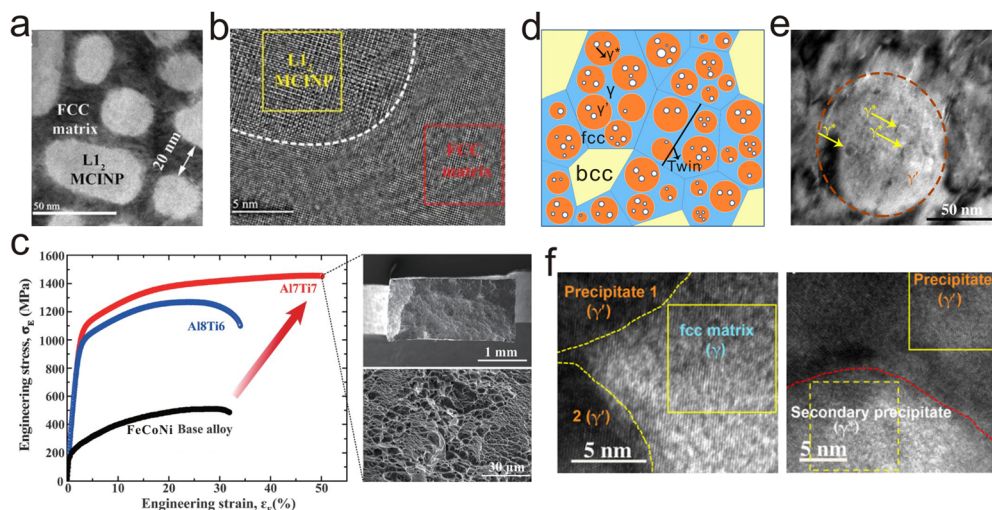 a
FCC
matrix
L1₂
MCINP
20 nm
50 nm
b
L1₂
MCINP
FCC
matrix
5 nm
c
Engineering stress, σE (MPa)
1600
1400
1200
1000
800
600
400
200
0
Al7Ti7
Al8Ti6
FeCoNi Base alloy
0
10
20
30
40
50
Engineering strain, εE(%)
1 mm
30 μm
d
γ*
γ
γ'
fcc
Twin
bcc
e
γ*
γ*
γ*
γ'
50 nm
f
Precipitate 1
(γ')
fcc matrix
(γ)
2 (γ')
5 nm
Precipitate
(γ')
Secondary precipitate
(γ*)
5 nm